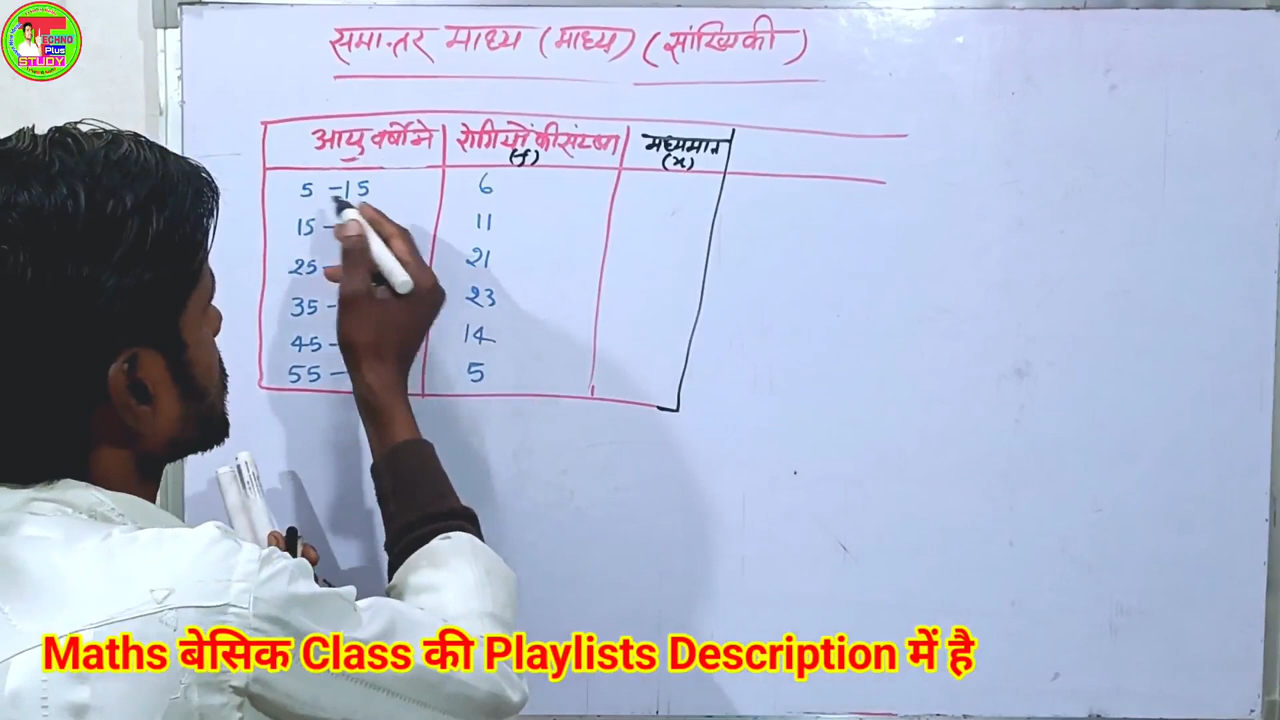 समान्तर माध्य (माध्य) (सांख्यिकी)
आयु वर्षो मे रोगियों की संख्या (f) मध्यमान (x)
5 - 15 6
15 - 11
25 - 21
35 - 23
45 - 14
55 - 5
TECHNO
Plus
STUDY
Maths बेसिक Class की Playlists Description में है